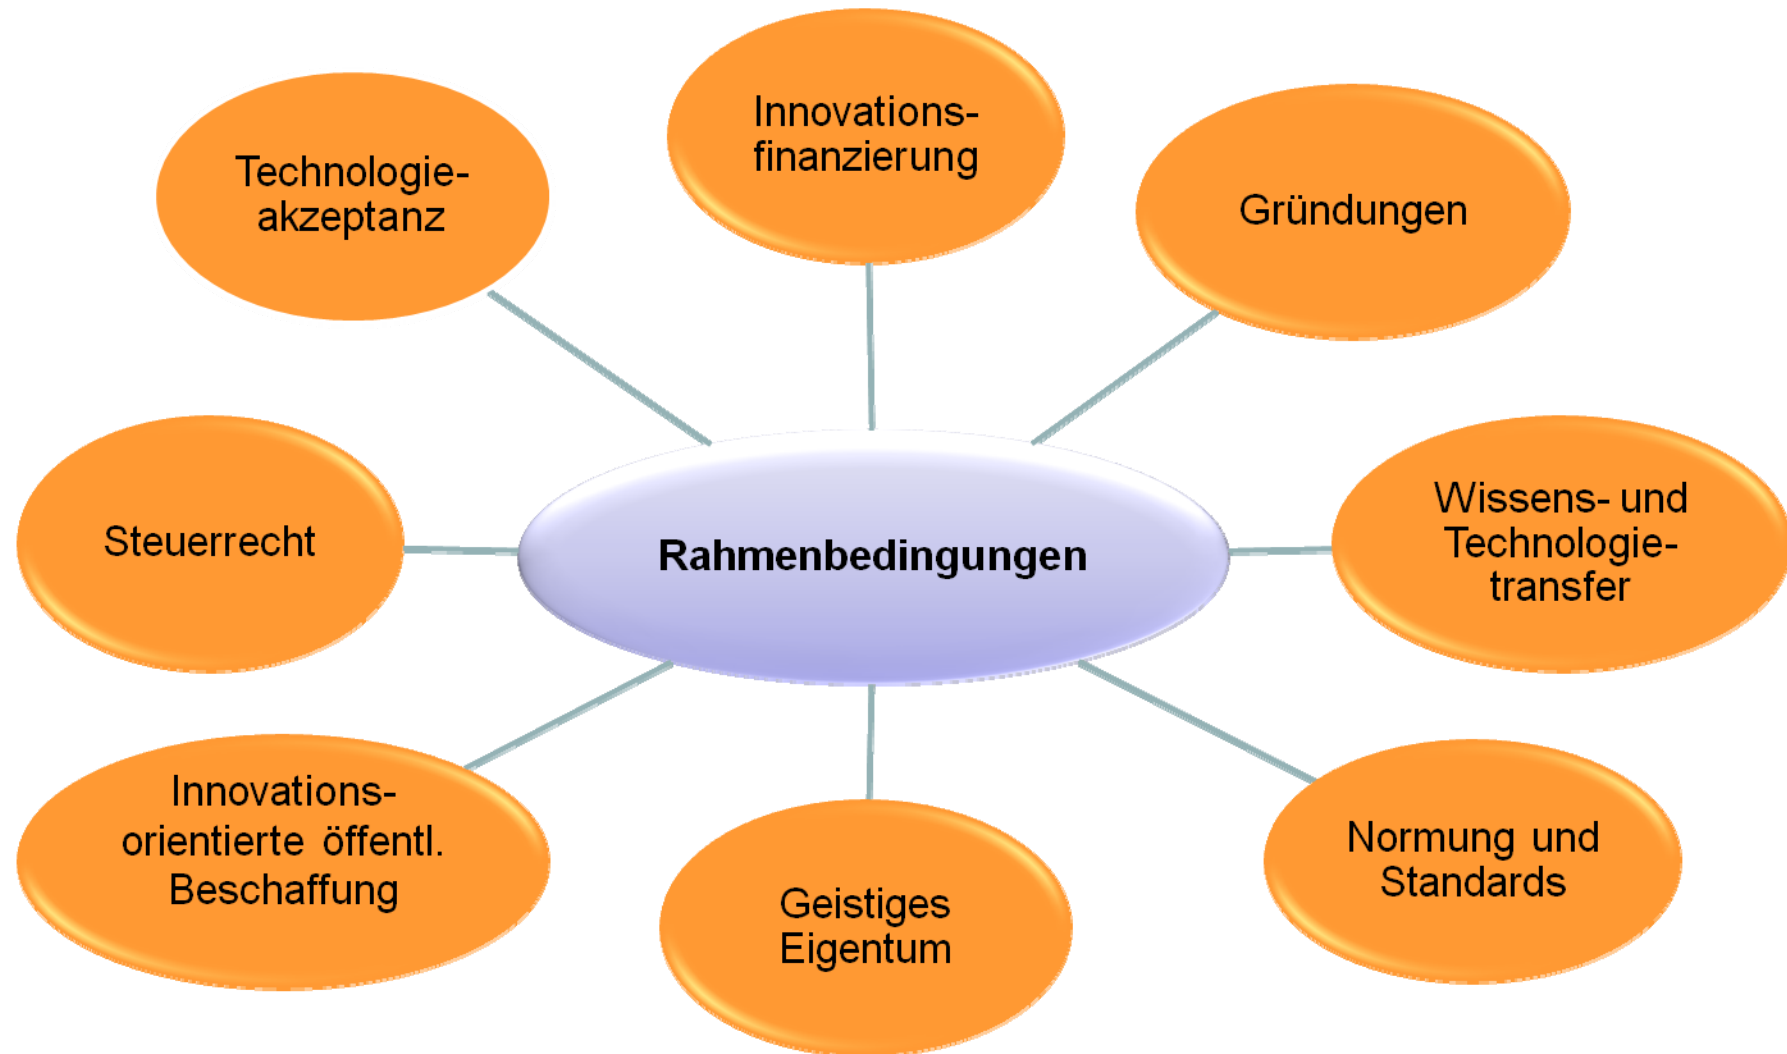 Innovations-
finanzierung
Technologie-
akzeptanz
Gründungen
Steuerrecht
Rahmenbedingungen
Wissens- und
Technologie-
transfer
Innovations-
orientierte öffentl.
Beschaffung
Geistiges
Eigentum
Normung und
Standards